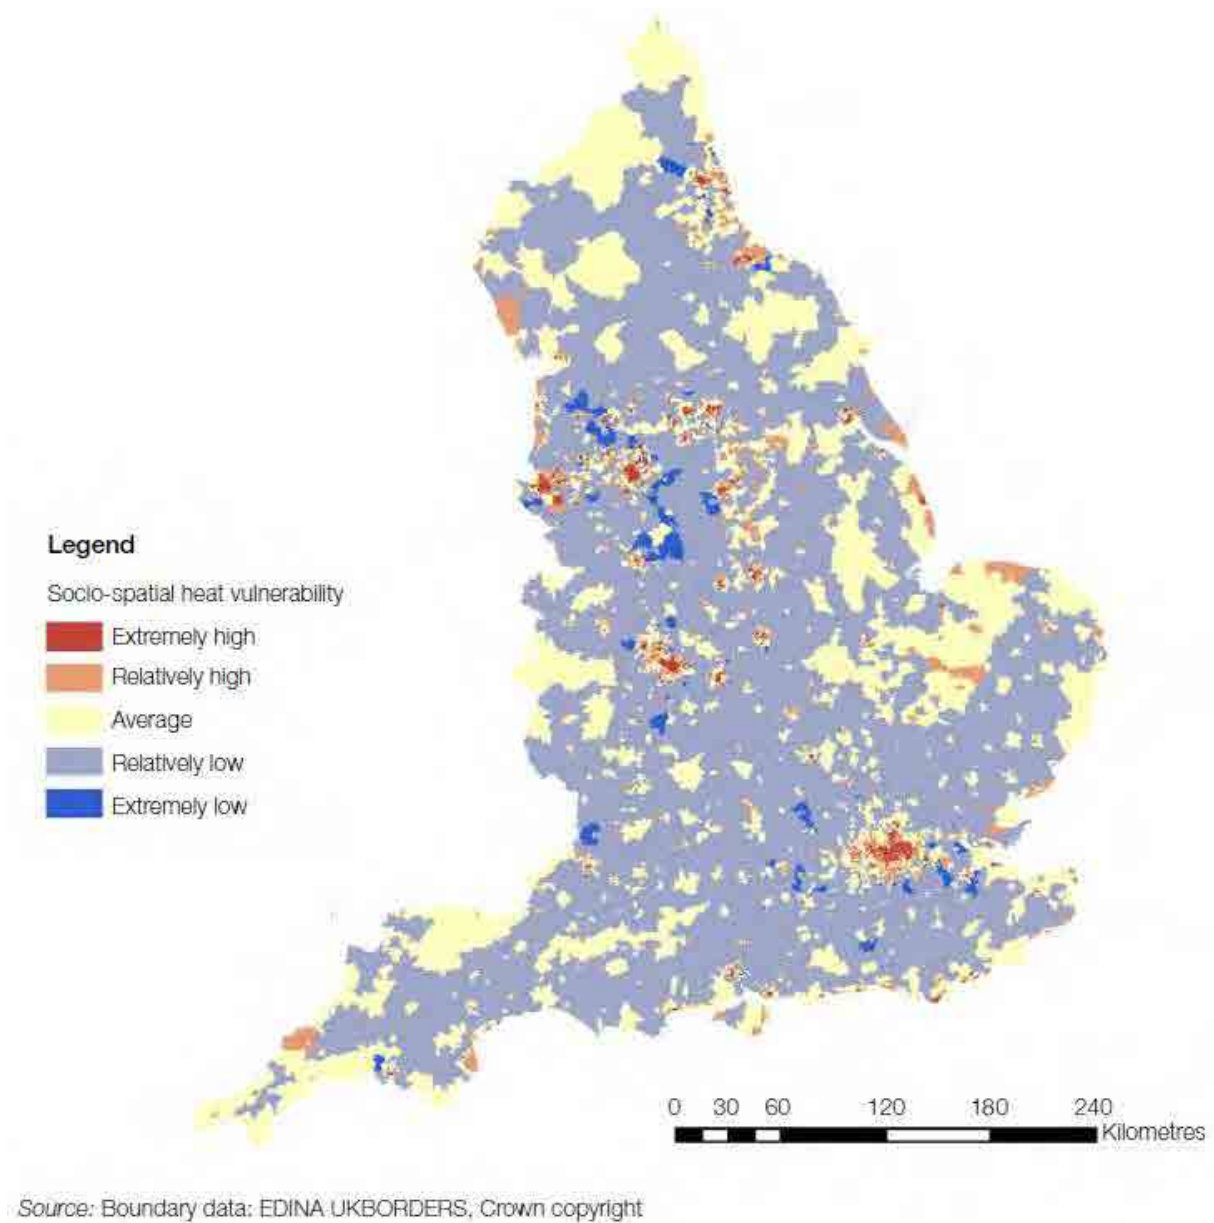 Legend
Socio-spatial heat vulnerability
Extremely high
Relatively high
Average
Relatively low
Extremely low
0 30 60 120 180 240
Kilometres
Source: Boundary data: EDINA UKBORDERS, Crown copyright